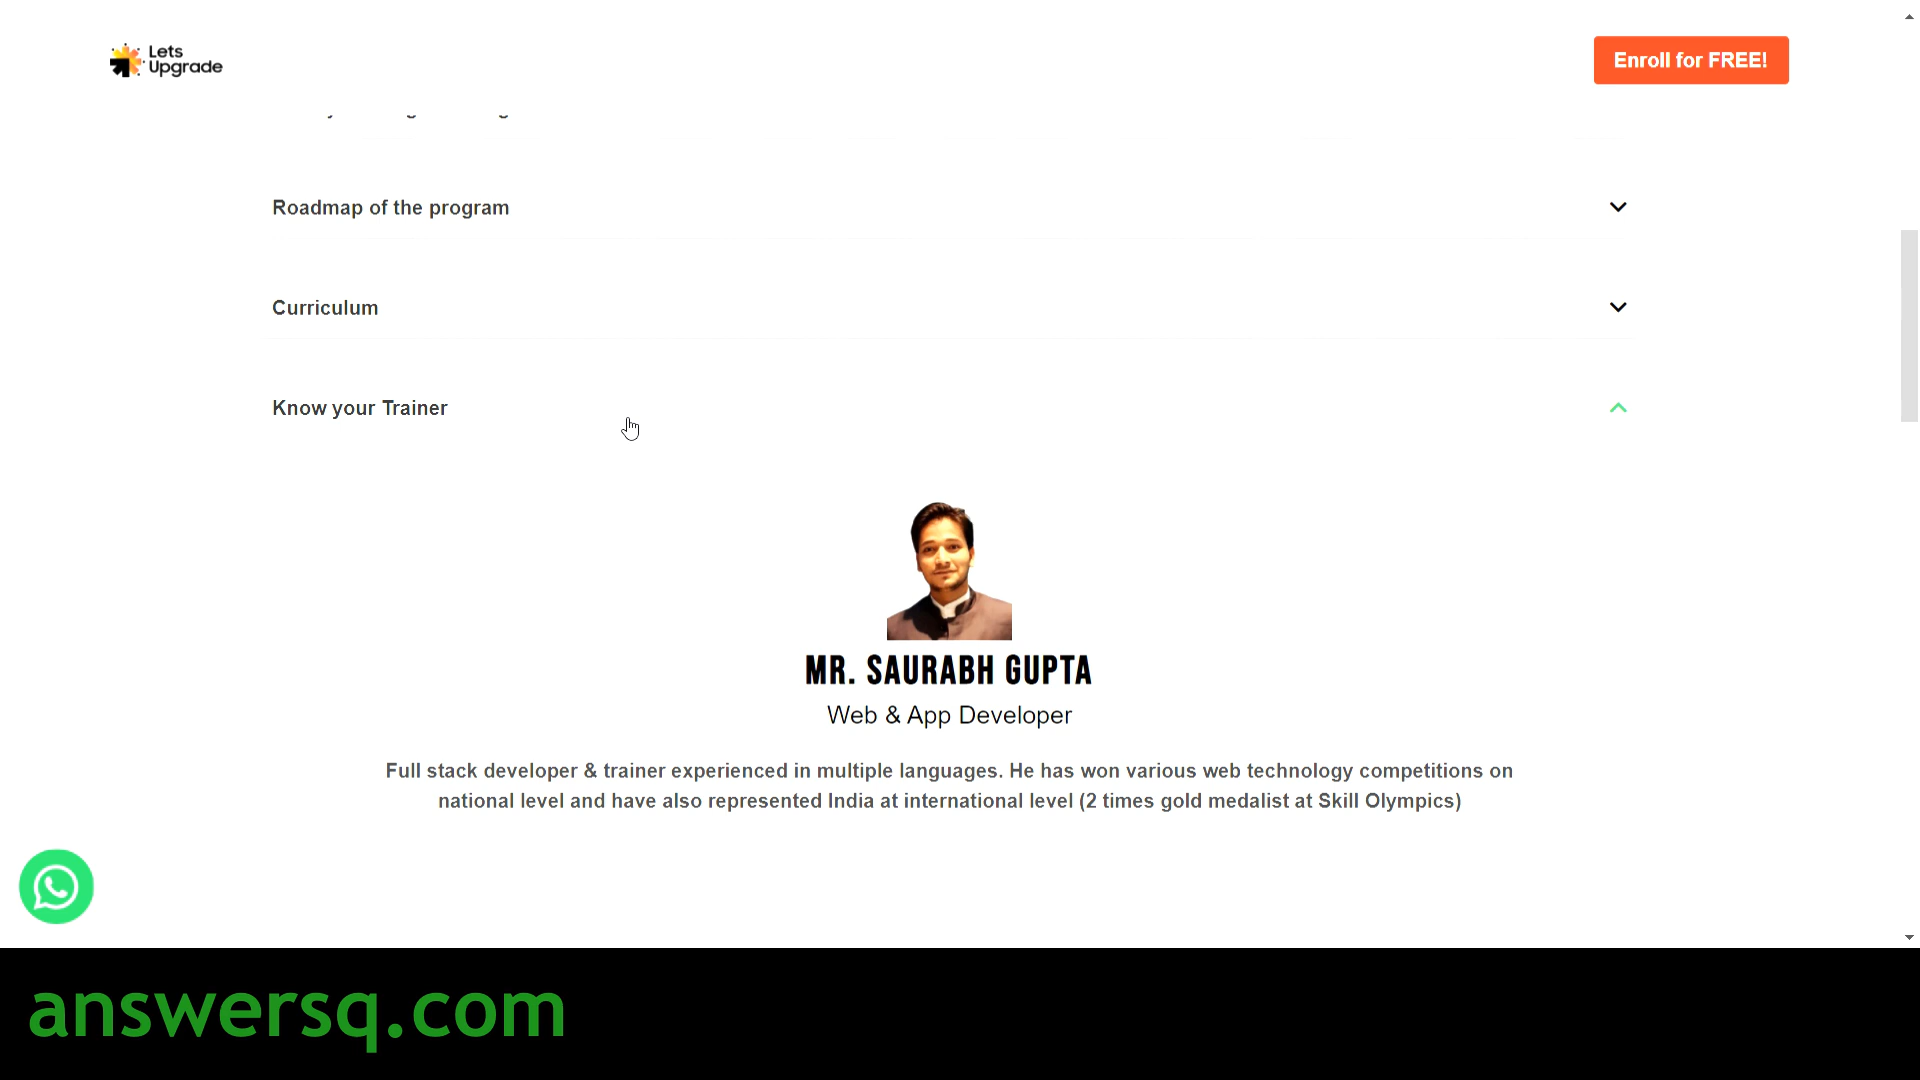 Lets
Upgrade
Enroll for FREE!
Roadmap of the program
Curriculum
Know your Trainer
MR. SAURABH GUPTA
Web & App Developer
Full stack developer & trainer experienced in multiple languages. He has won various web technology competitions on
national level and have also represented India at international level (2 times gold medalist at Skill Olympics)
answersq.com